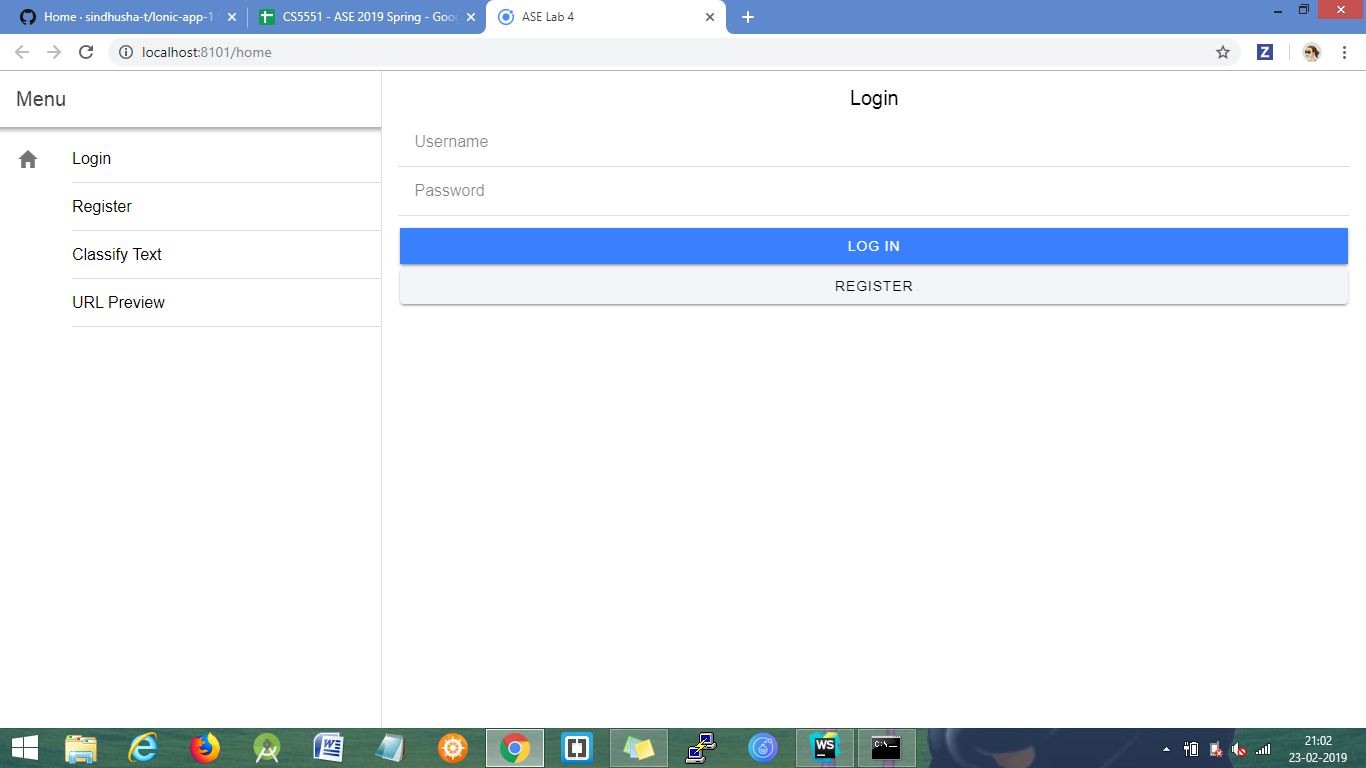 Home · sindhusha-t/Ionic-app-1
CS5551 - ASE 2019 Spring - Goo
ASE Lab 4
localhost:8101/home
Z
Menu
Login
Register
Classify Text
URL Preview
Login
Username
Password
LOG IN
REGISTER
WS
C:\
21:02
23-02-2019